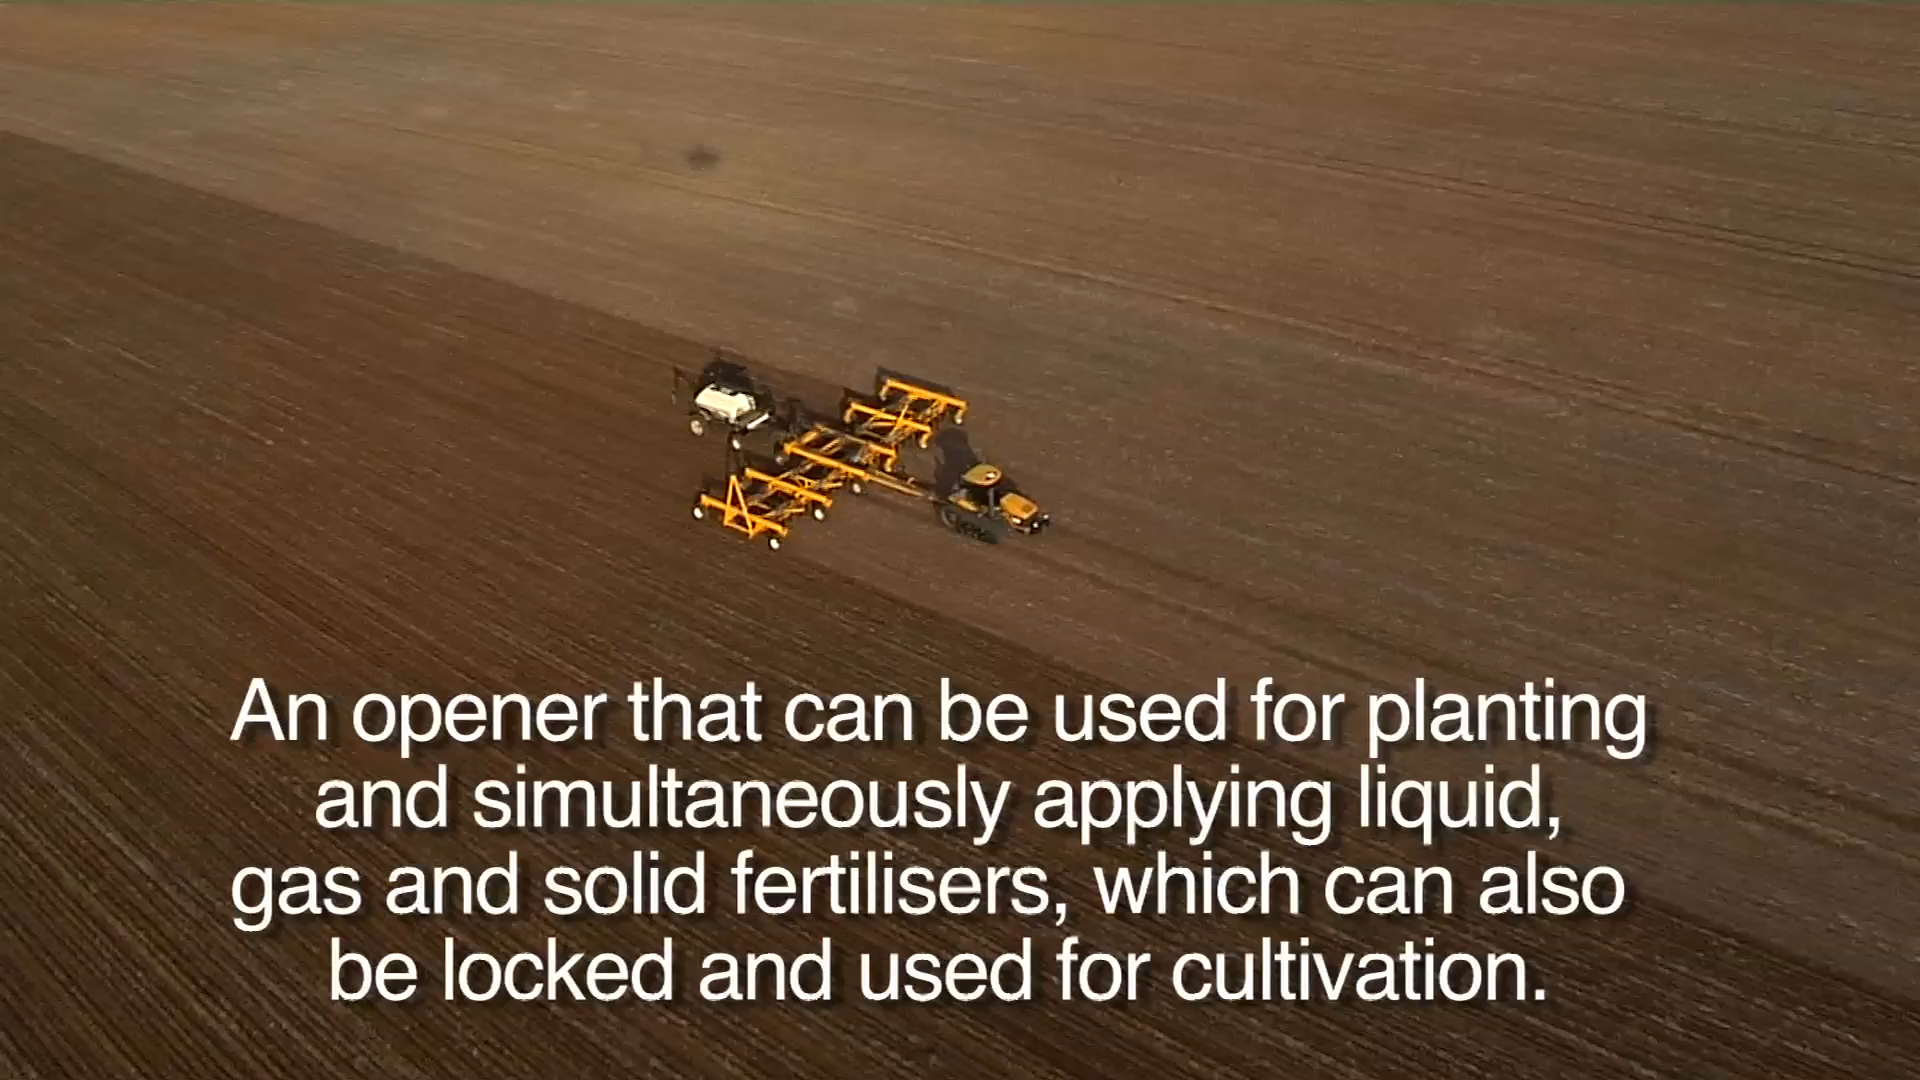 An opener that can be used for planting
and simultaneously applying liquid,
gas and solid fertilisers, which can also
be locked and used for cultivation.